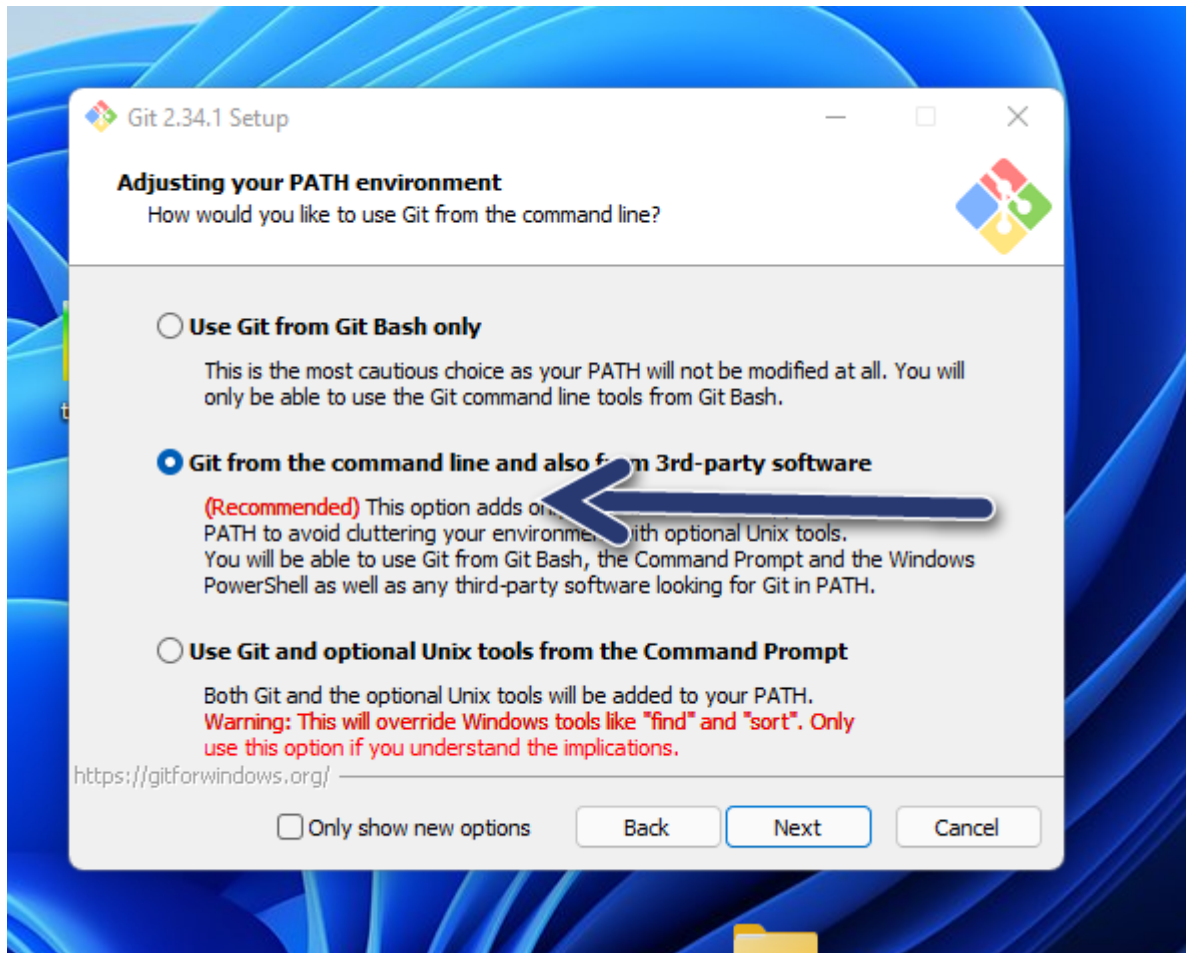 Git 2.34.1 Setup
Adjusting your PATH environment
How would you like to use Git from the command line?
Use Git from Git Bash only
This is the most cautious choice as your PATH will not be modified at all. You will
only be able to use the Git command line tools from Git Bash.
Git from the command line and also from 3rd-party software
(Recommended) This option adds
PATH to avoid cluttering your environment with optional Unix tools.
You will be able to use Git from Git Bash, the Command Prompt and the Windows
PowerShell as well as any third-party software looking for Git in PATH.
Use Git and optional Unix tools from the Command Prompt
Both Git and the optional Unix tools will be added to your PATH.
Warning: This will override Windows tools like "find" and "sort". Only
use this option if you understand the implications.
https://gitforwindows.org/
Only show new options
Back
Next
Cancel